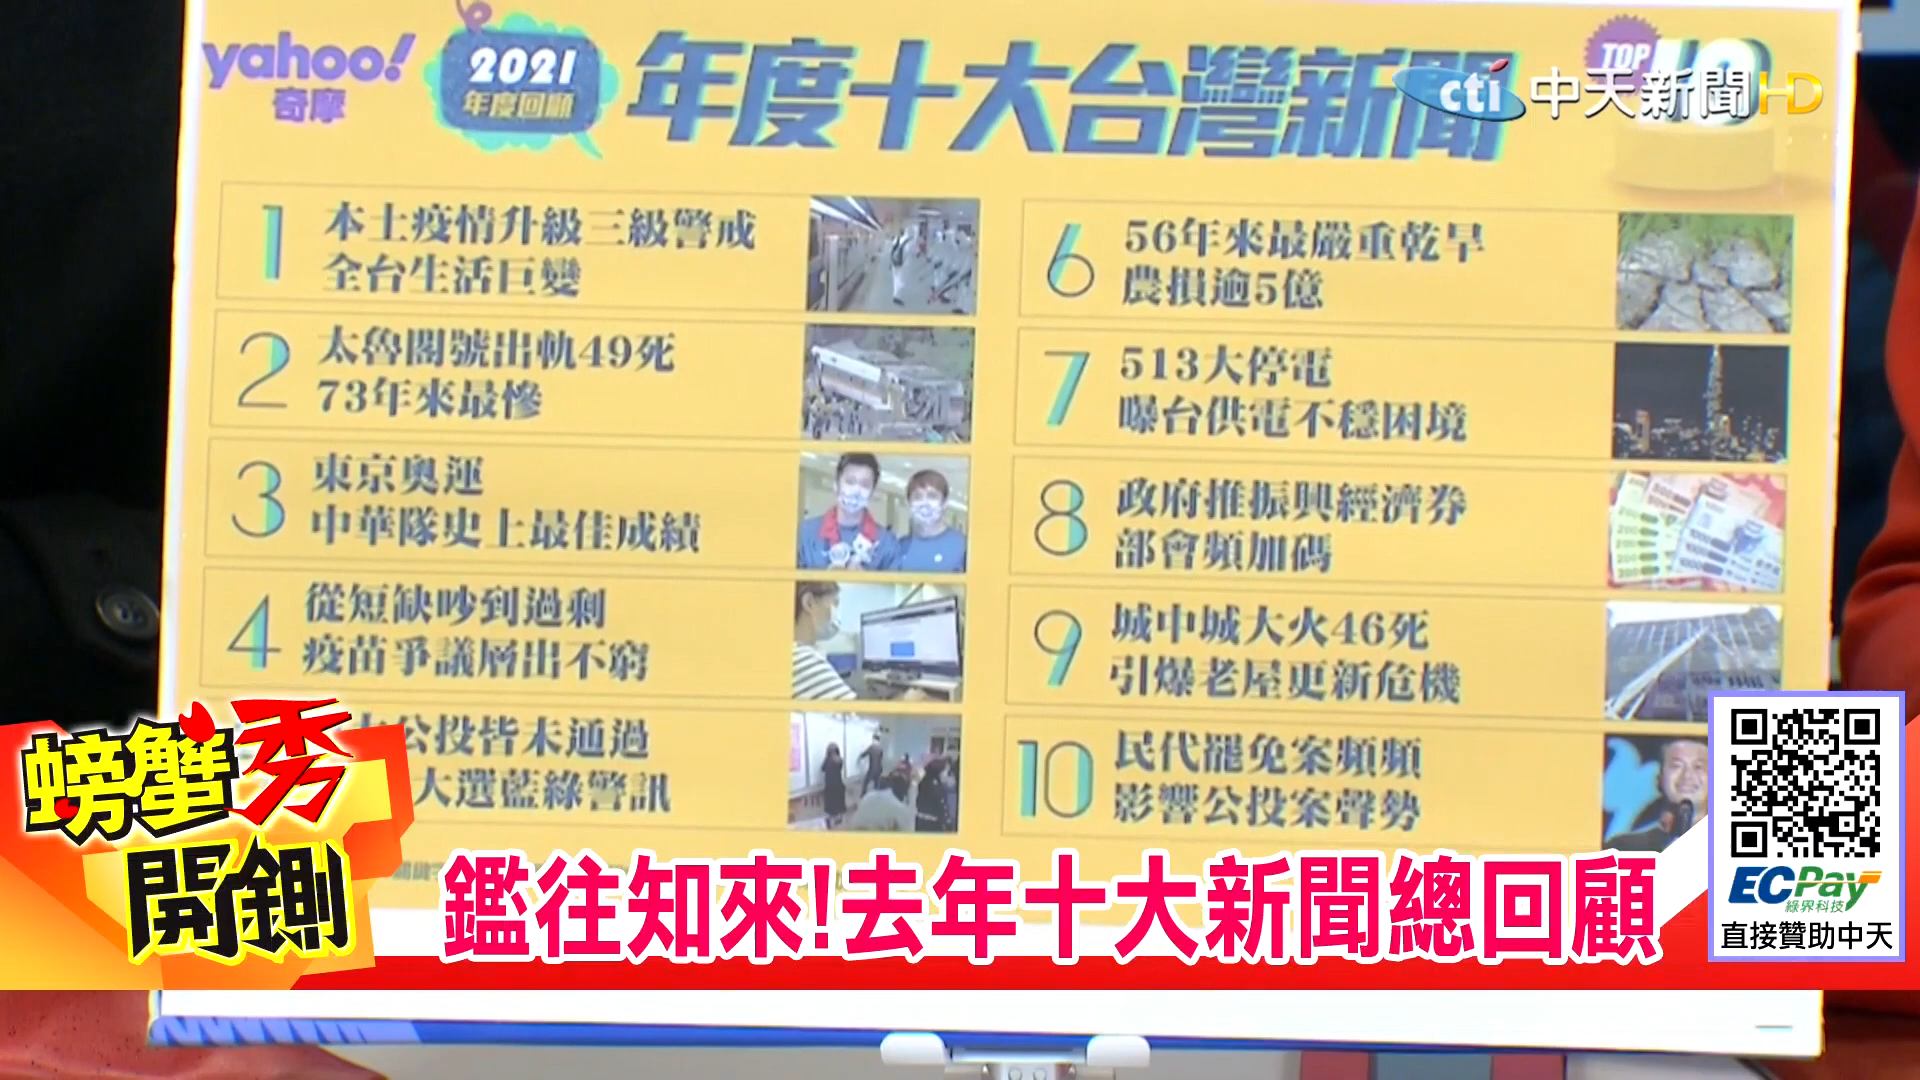 yahoo!
奇摩
2021
年度回顧
年度十大台灣新聞
TOP
cti 中天新聞HD
1
本土疫情升級三級警戒
全台生活巨變
2
太魯閣號出軌49死
73年來最慘
3
東京奧運
中華隊史上最佳成績
4
從短缺吵到過剩
疫苗爭議層出不窮
公投皆未通過
大選藍綠警訊
6
56年來最嚴重乾旱
農損逾5億
7
513大停電
曝台供電不穩困境
8
政府推振興經濟券
部會頻加碼
9
城中城大火46死
引爆老屋更新危機
10
民代罷免案頻頻
影響公投案聲勢
螃蟹秀
開鍘
鑑往知來!去年十大新聞總回顧
ECPay
綠界科技
直接贊助中天